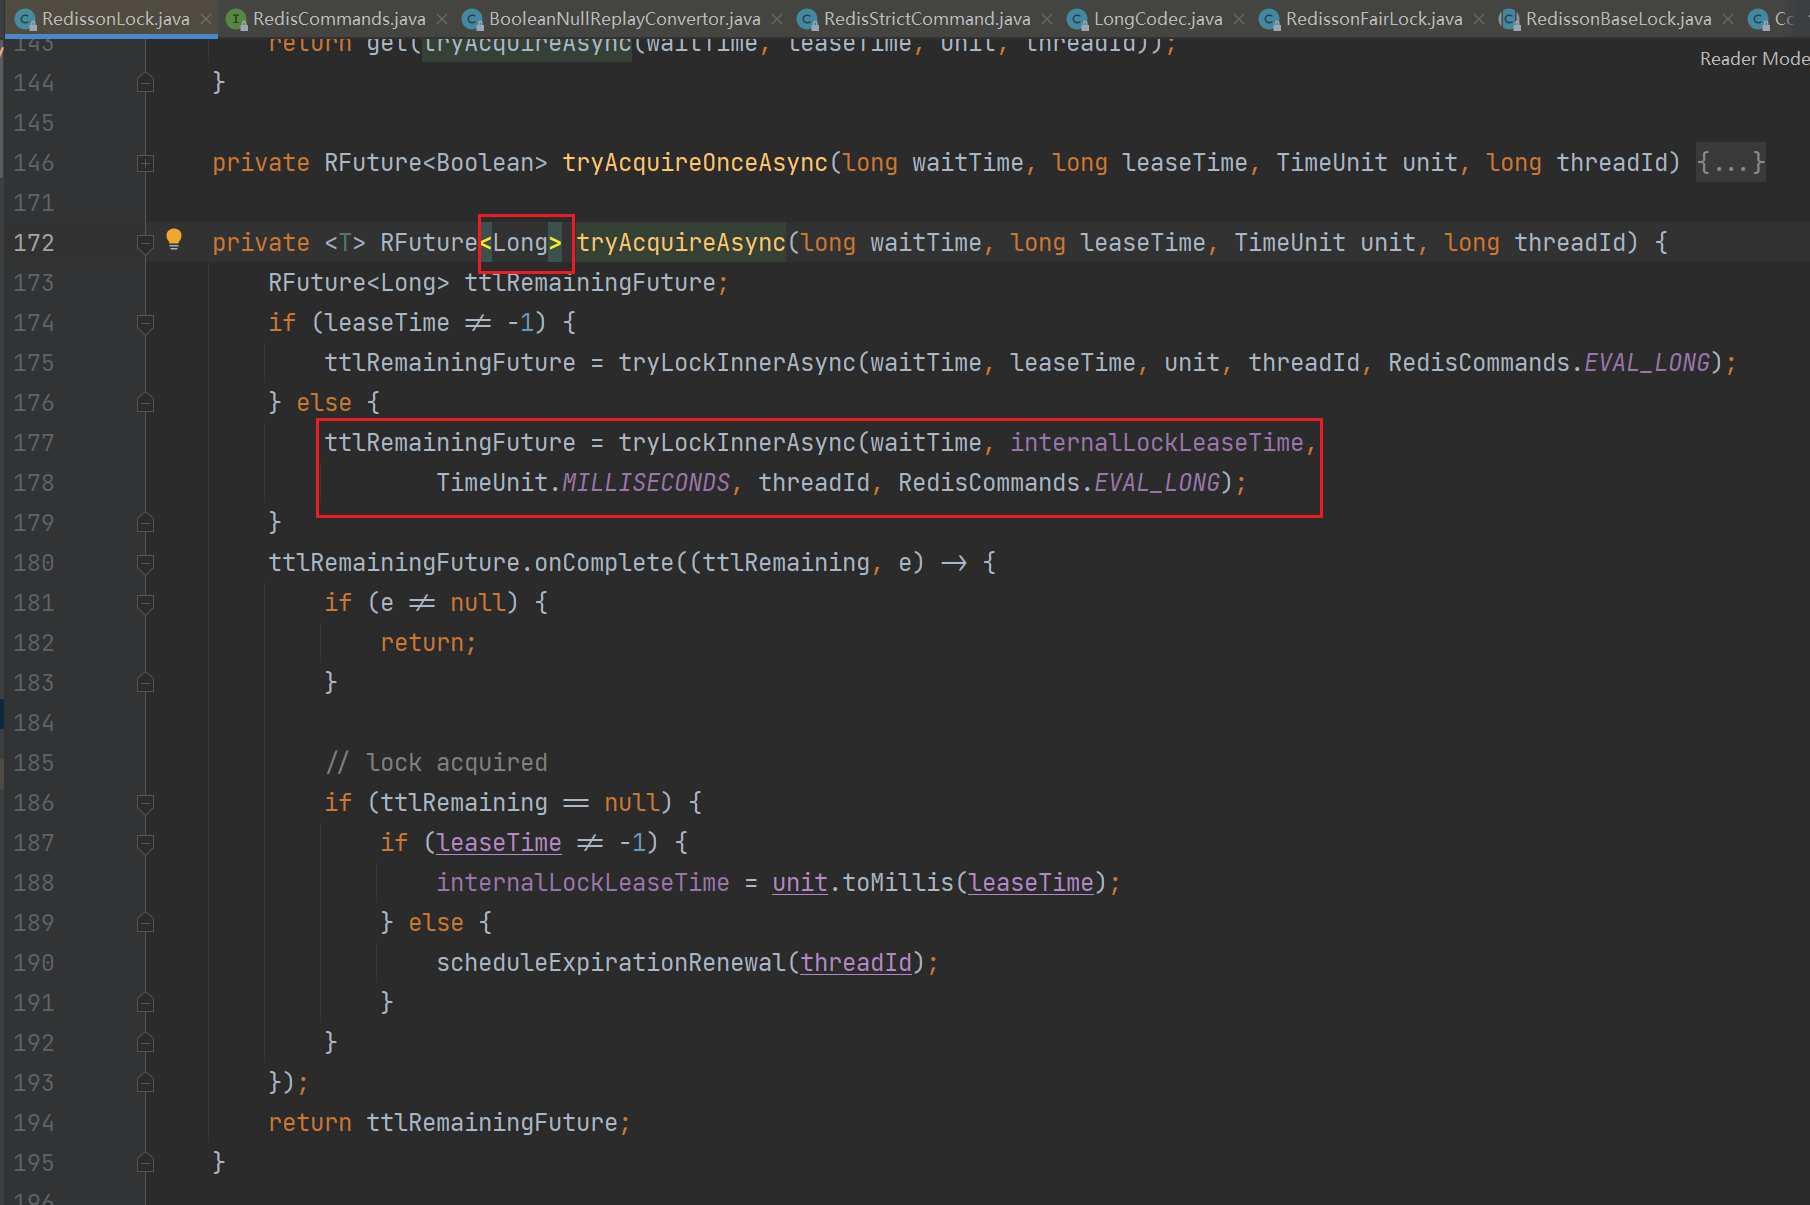 RedissonLock.java RedisCommands.java BooleanNullReplayConvertor.java RedisStrictCommand.java LongCodec.java RedissonFairLock.java RedissonBaseLock.java
143 return get(tryAcquireAsync(waitTime, leaseTime, unit, threadId));
Reader Mode
144 }
145
146 private RFuture<Boolean> tryAcquireOnceAsync(long waitTime, long leaseTime, TimeUnit unit, long threadId) {...}
171
172 private <T> RFuture<Long> tryAcquireAsync(long waitTime, long leaseTime, TimeUnit unit, long threadId) {
173 RFuture<Long> ttlRemainingFuture;
174 if (leaseTime != -1) {
175 ttlRemainingFuture = tryLockInnerAsync(waitTime, leaseTime, unit, threadId, RedisCommands.EVAL_LONG);
176 } else {
177 ttlRemainingFuture = tryLockInnerAsync(waitTime, internalLockLeaseTime,
178 TimeUnit.MILLISECONDS, threadId, RedisCommands.EVAL_LONG);
179 }
180 ttlRemainingFuture.onComplete((ttlRemaining, e) -> {
181 if (e != null) {
182 return;
183 }
184
185 // lock acquired
186 if (ttlRemaining == null) {
187 if (leaseTime != -1) {
188 internalLockLeaseTime = unit.toMillis(leaseTime);
189 } else {
190 scheduleExpirationRenewal(threadId);
191 }
192 }
193 });
194 return ttlRemainingFuture;
195 }
196